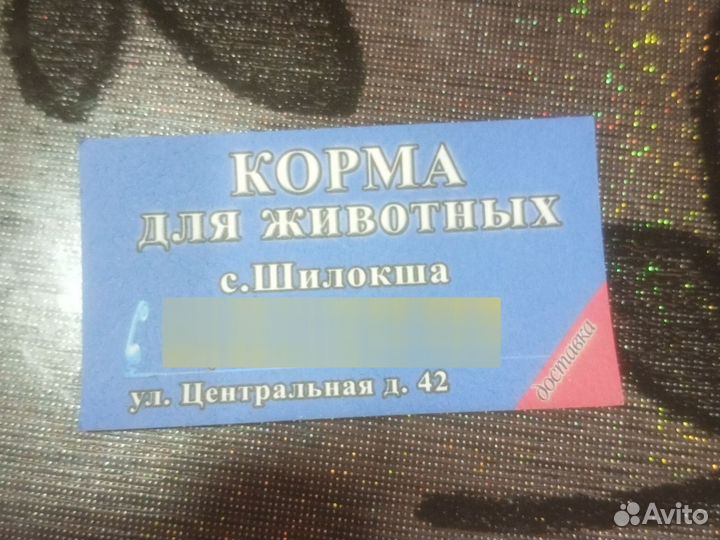 КОРМА
ДЛЯ ЖИВОТНЫХ
с.Шилокша
ул. Центральная д. 42
доставка
Avito